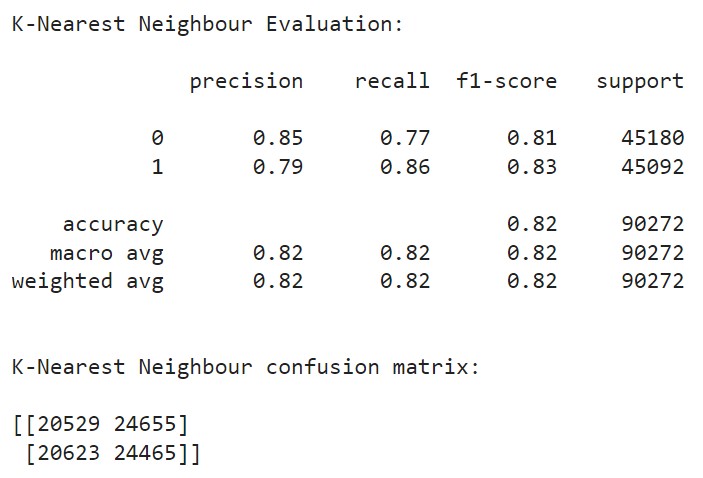 K-Nearest Neighbour Evaluation:
precision recall f1-score support
0 0.85 0.77 0.81 45180
1 0.79 0.86 0.83 45092
accuracy 0.82 90272
macro avg 0.82 0.82 0.82 90272
weighted avg 0.82 0.82 0.82 90272
K-Nearest Neighbour confusion matrix:
[[20529 24655]
[20623 24465]]